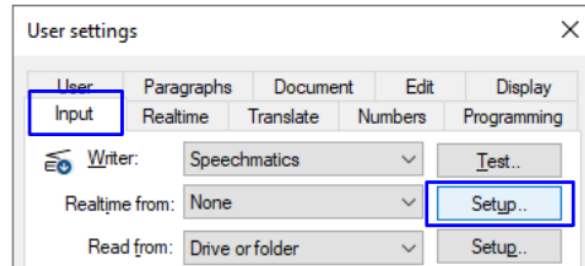 User settings
User Paragraphs Document Edit Display
Input Realtime Translate Numbers Programming
Writer: Speechmatics Test..
Realtime from: None Setup..
Read from: Drive or folder Setup..